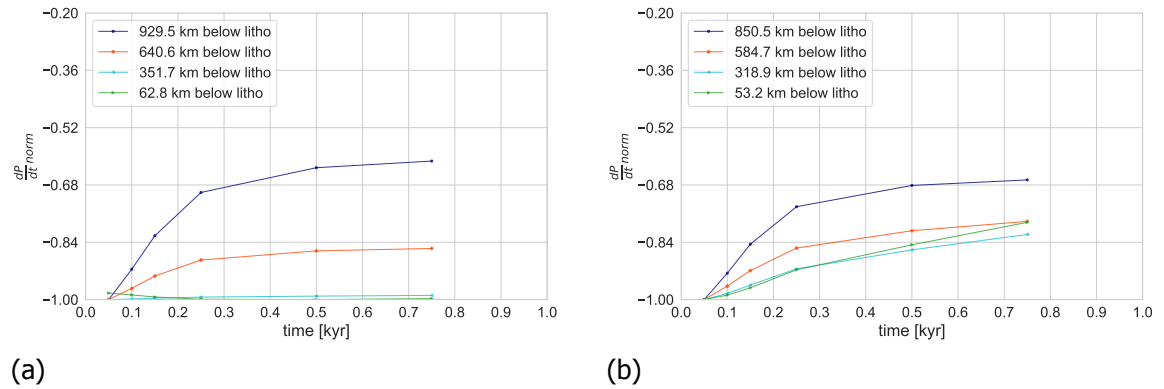 −0.20
−0.36
−0.52
−0.68
−0.84
−1.00
dP/dt norm
929.5 km below litho
640.6 km below litho
351.7 km below litho
62.8 km below litho
0.0 0.1 0.2 0.3 0.4 0.5 0.6 0.7 0.8 0.9 1.0
time [kyr]
(a)
−0.20
−0.36
−0.52
−0.68
−0.84
−1.00
dP/dt norm
850.5 km below litho
584.7 km below litho
318.9 km below litho
53.2 km below litho
0.0 0.1 0.2 0.3 0.4 0.5 0.6 0.7 0.8 0.9 1.0
time [kyr]
(b)